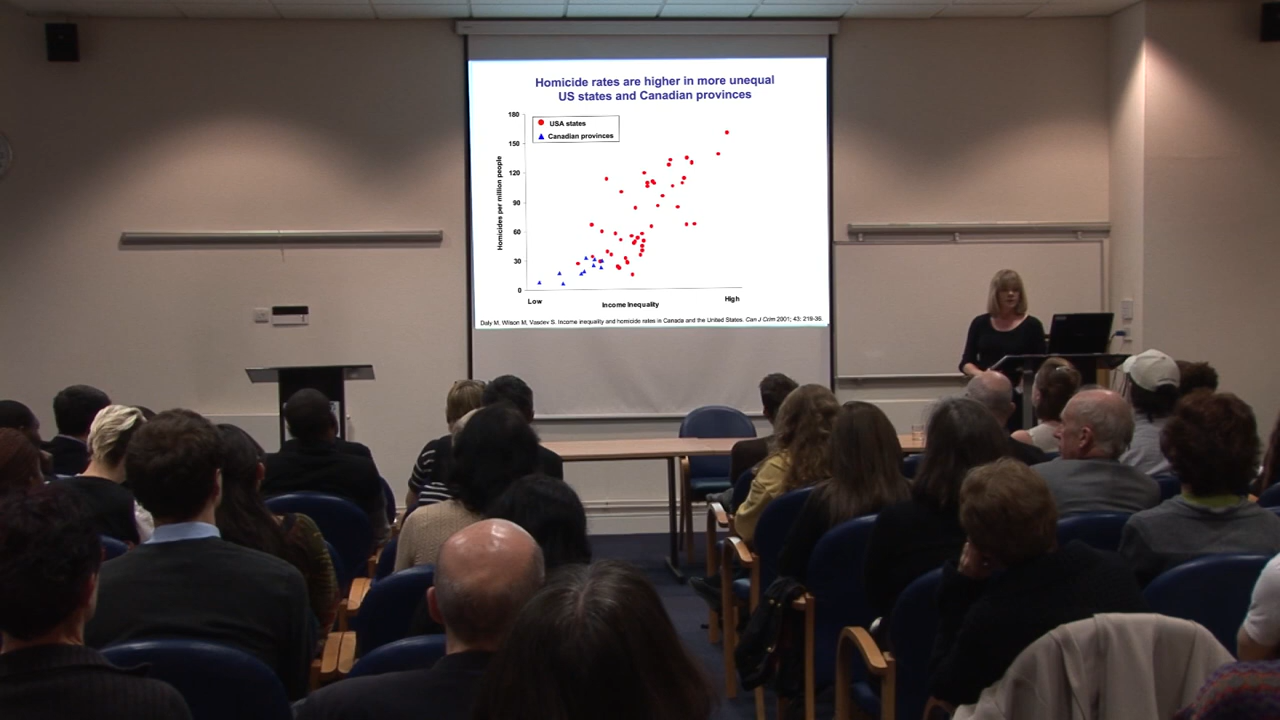 Homicide rates are higher in more unequal
US states and Canadian provinces
180
USA states
Canadian provinces
150
120
90
60
30
0
Homicides per million people
Low
Income Inequality
High
Daly M, Wilson M, Vasdev S. Income inequality and homicide rates in Canada and the United States. Can J Crim 2001; 43: 219-36.